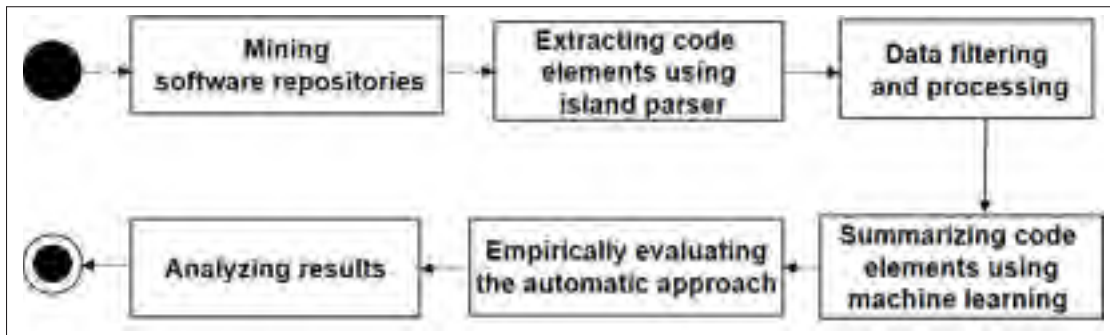 Mining
software repositories
Extracting code
elements using
island parser
Data filtering
and processing
Summarizing code
elements using
machine learning
Empirically evaluating
the automatic approach
Analyzing results